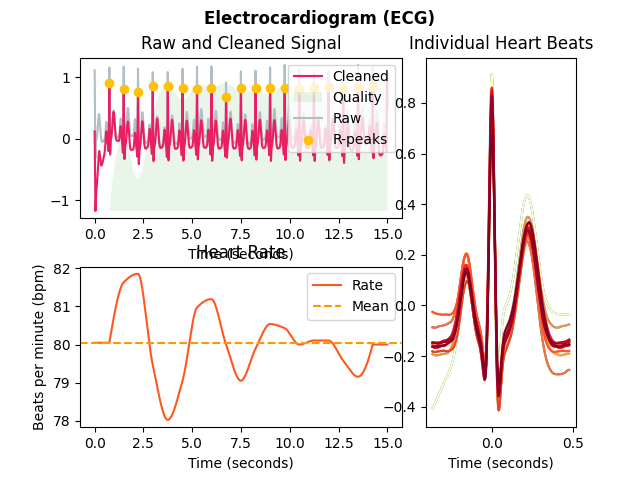 Electrocardiogram (ECG)
Raw and Cleaned Signal
Cleaned
Quality
Raw
R-peaks
1
0
−1
0.0 2.5 5.0 7.5 10.0 12.5 15.0
Time (seconds)
Heart Rate
Rate
Mean
82
81
80
79
78
Beats per minute (bpm)
0.0 2.5 5.0 7.5 10.0 12.5 15.0
Time (seconds)
Individual Heart Beats
0.8
0.6
0.4
0.2
0.0
−0.2
−0.4
0.0 0.5
Time (seconds)